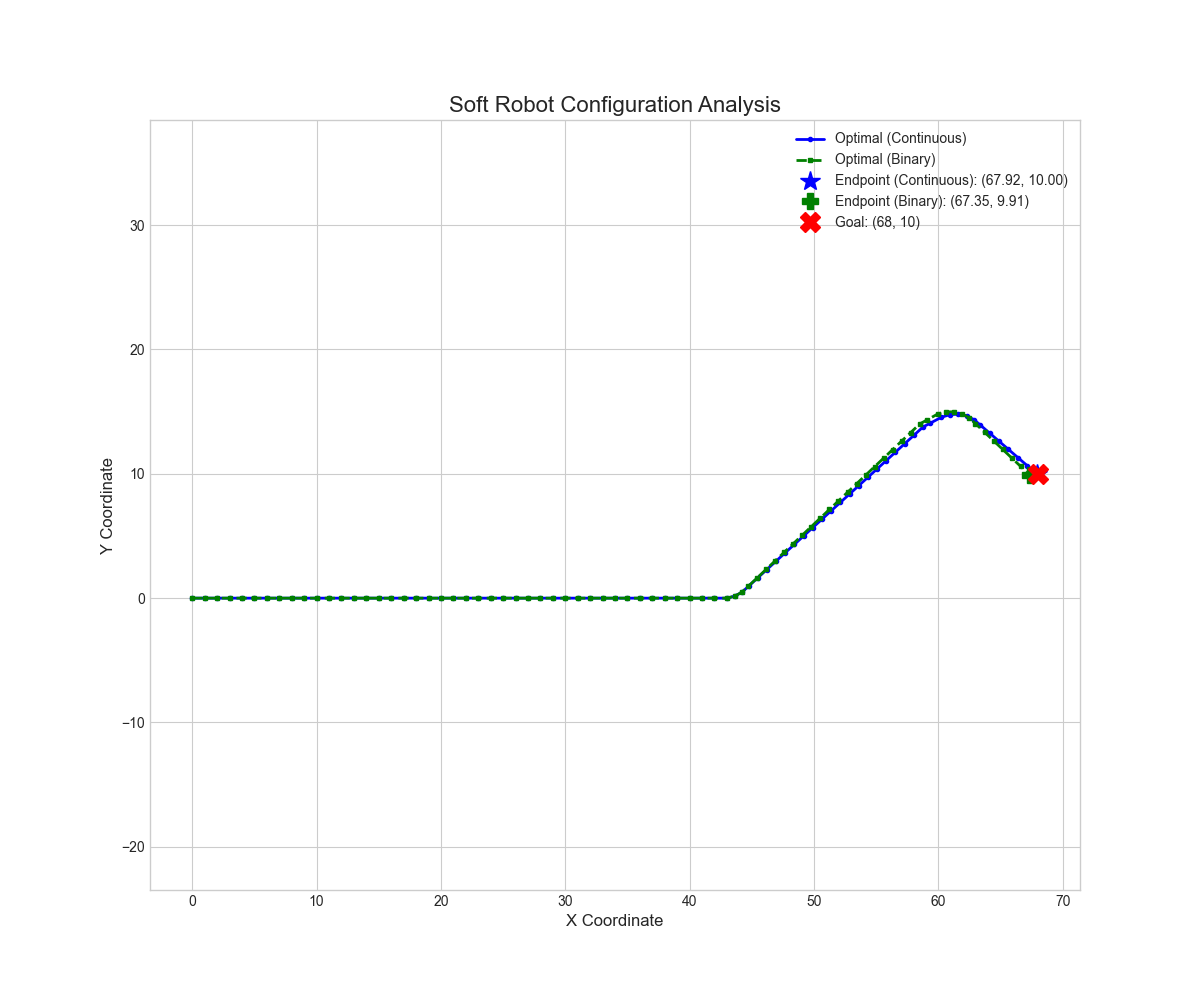 Soft Robot Configuration Analysis
Optimal (Continuous)
Optimal (Binary)
Endpoint (Continuous): (67.92, 10.00)
Endpoint (Binary): (67.35, 9.91)
Goal: (68, 10)
30
20
10
0
−10
−20
Y Coordinate
0 10 20 30 40 50 60 70
X Coordinate